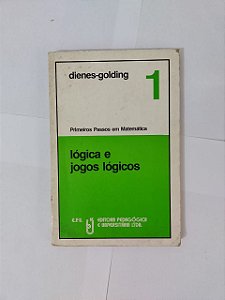 dienes-golding
1
Primeiros Passos em Matemática
lógica e
jogos lógicos
E.P.U.
EDITORA PEDAGÓGICA
E UNIVERSITÁRIA LTDA.